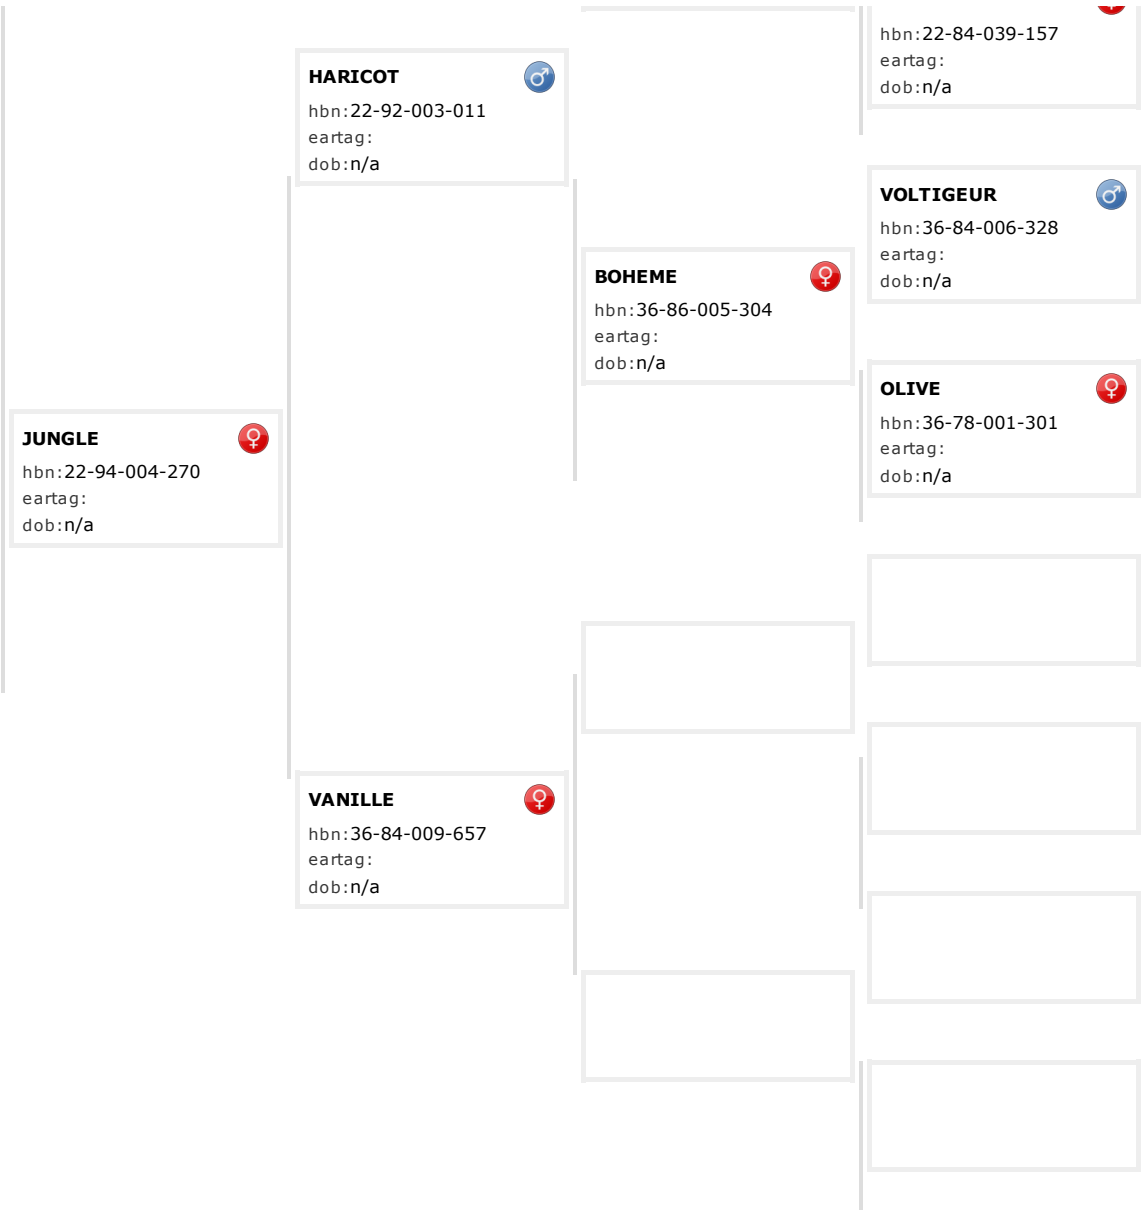 hbn:22-84-039-157
eartag:
dob:n/a
HARICOT
hbn:22-92-003-011
eartag:
dob:n/a
VOLTIGEUR
hbn:36-84-006-328
eartag:
dob:n/a
BOHEME
hbn:36-86-005-304
eartag:
dob:n/a
OLIVE
hbn:36-78-001-301
eartag:
dob:n/a
JUNGLE
hbn:22-94-004-270
eartag:
dob:n/a
VANILLE
hbn:36-84-009-657
eartag:
dob:n/a